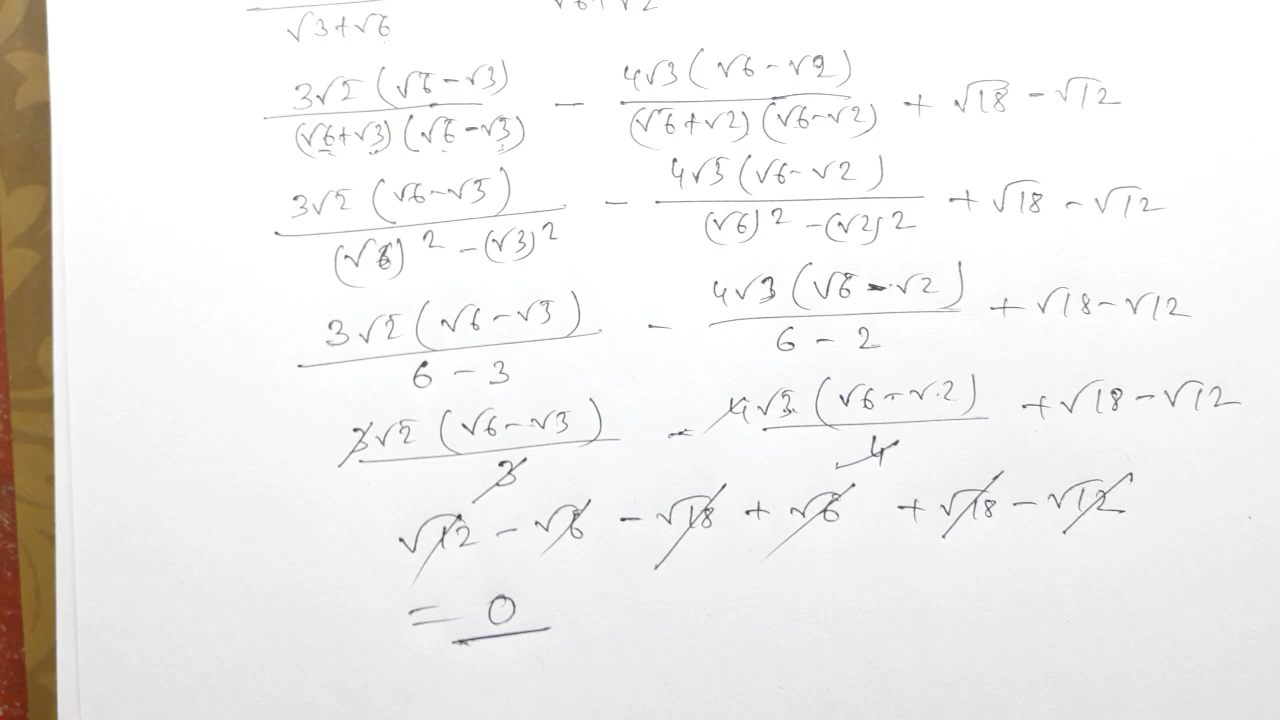 √3+√6 √6+√2
3√2 (√6-√3) / (√6+√3) (√6-√3) - 4√3 (√6-√2) / (√6+√2) (√6-√2) + √18 - √12
3√2 (√6-√3) / (√6)² - (√3)² - 4√3 (√6-√2) / (√6)² - (√2)² + √18 - √12
3√2 (√6-√3) / 6-3 - 4√3 (√6-√2) / 6-2 + √18-√12
3√2 (√6-√3) / 3 - 4√3 (√6-√2) / 4 + √18-√12
√12 - √6 - √18 + √6 + √18 - √12
= 0